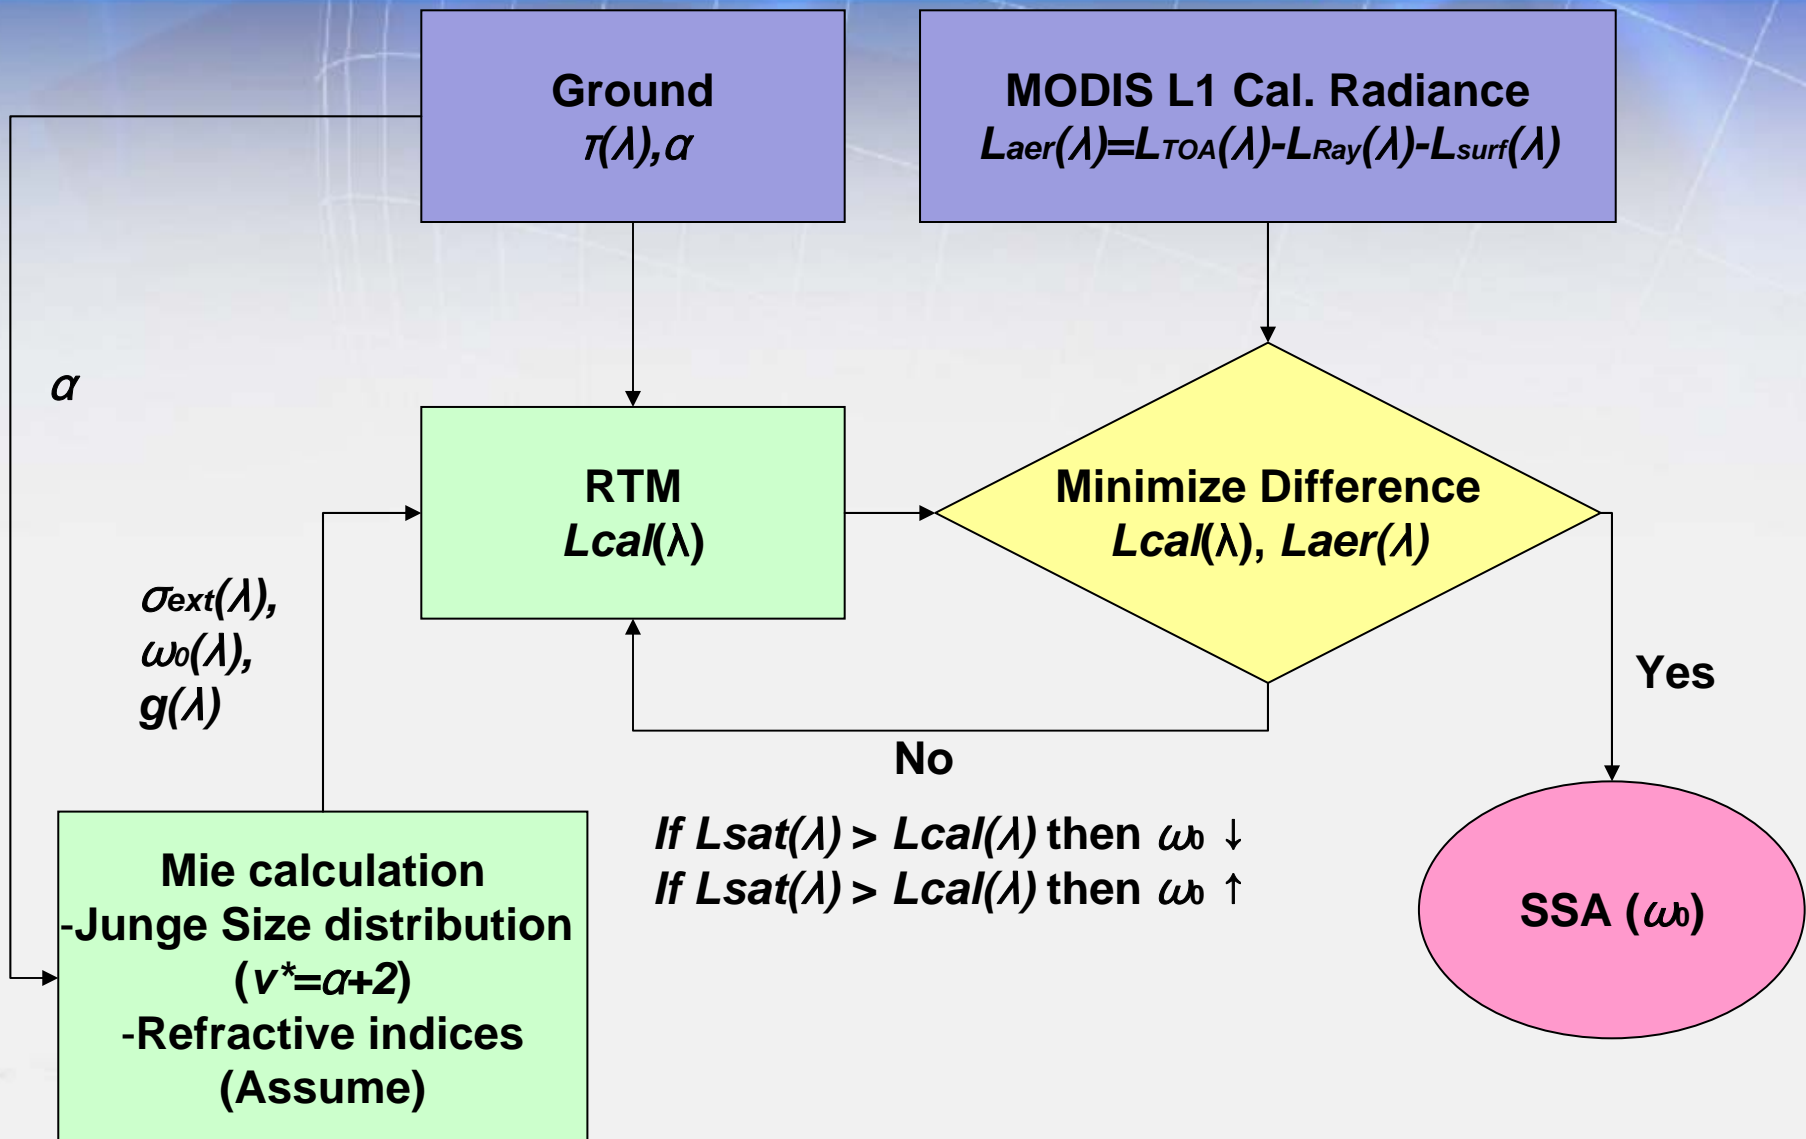 Ground
τ(λ),α
MODIS L1 Cal. Radiance
Laer(λ)=LTOA(λ)-LRay(λ)-Lsurf(λ)
α
RTM
Lcal(λ)
Minimize Difference
Lcal(λ), Laer(λ)
σext(λ),
ω0(λ),
g(λ)
Yes
No
If Lsat(λ) > Lcal(λ) then ω0 ↓
If Lsat(λ) > Lcal(λ) then ω0 ↑
Mie calculation
-Junge Size distribution
(ν*=α+2)
-Refractive indices
(Assume)
SSA (ω0)